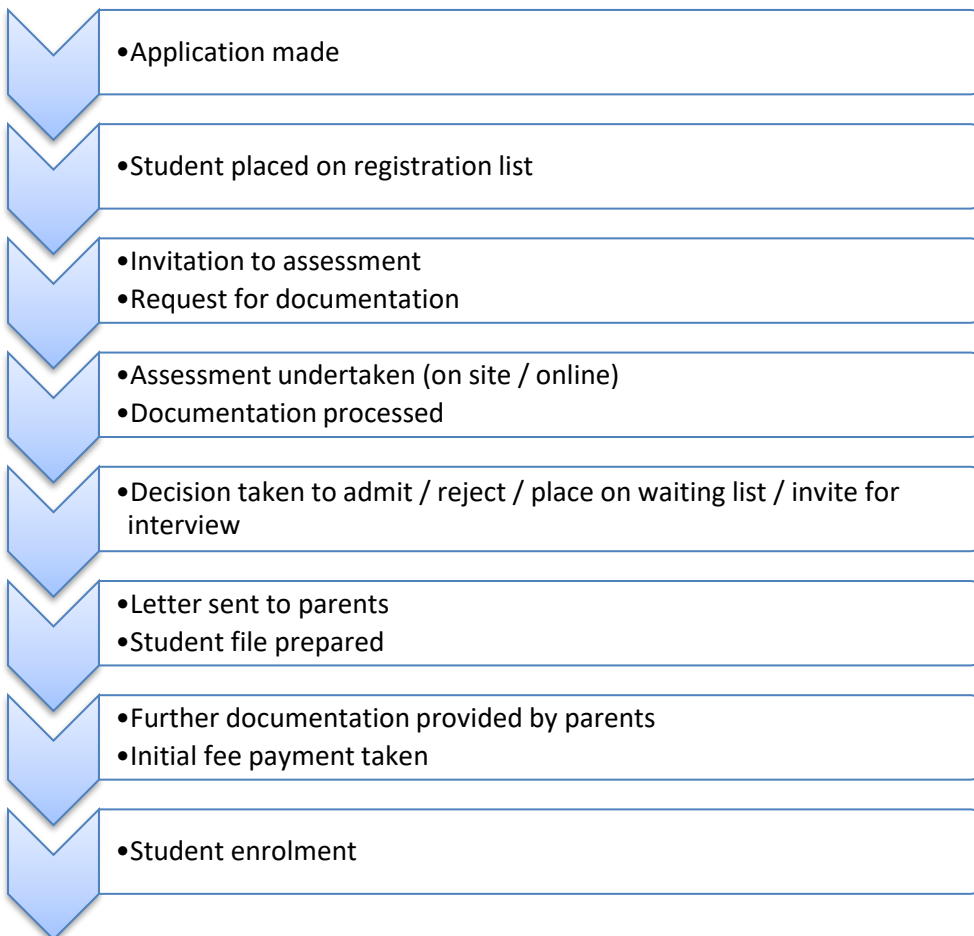 •Application made
•Student placed on registration list
•Invitation to assessment
•Request for documentation
•Assessment undertaken (on site / online)
•Documentation processed
•Decision taken to admit / reject / place on waiting list / invite for
interview
•Letter sent to parents
•Student file prepared
•Further documentation provided by parents
•Initial fee payment taken
•Student enrolment